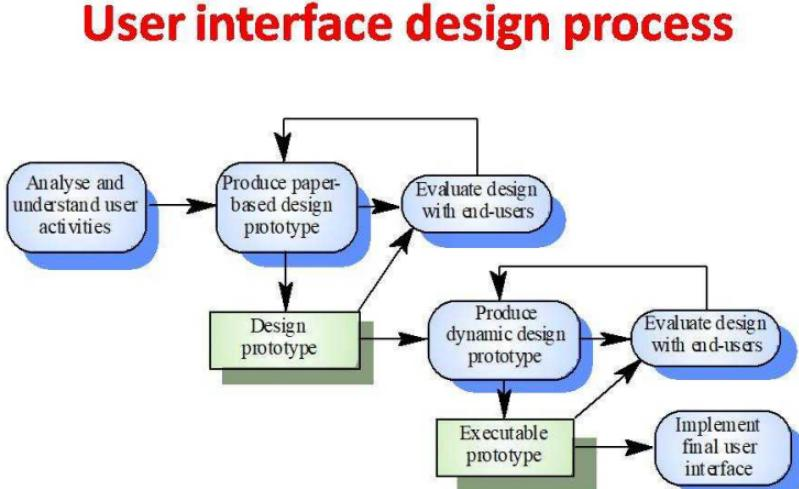 User interface design process
Analyse and
understand user
activities
Produce paper-
based design
prototype
Evaluate design
with end-users
Design
prototype
Produce
dynamic design
prototype
Evaluate design
with end-users
Executable
prototype
Implement
final user
interface